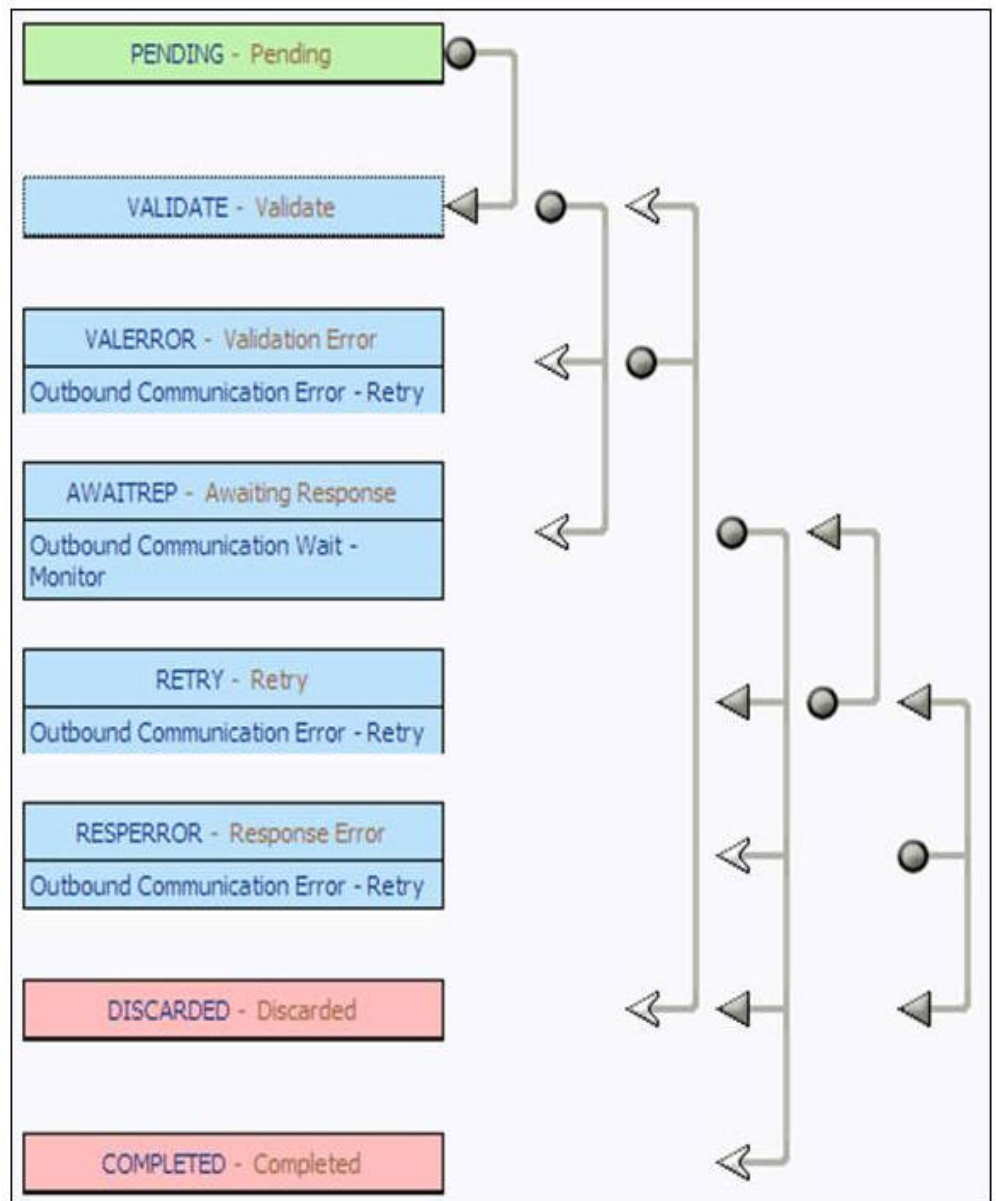 PENDING - Pending
VALIDATE - Validate
VALERROR - Validation Error
Outbound Communication Error - Retry
AWAITREP - Awaiting Response
Outbound Communication Wait -
Monitor
RETRY - Retry
Outbound Communication Error - Retry
RESPERROR - Response Error
Outbound Communication Error - Retry
DISCARDED - Discarded
COMPLETED - Completed